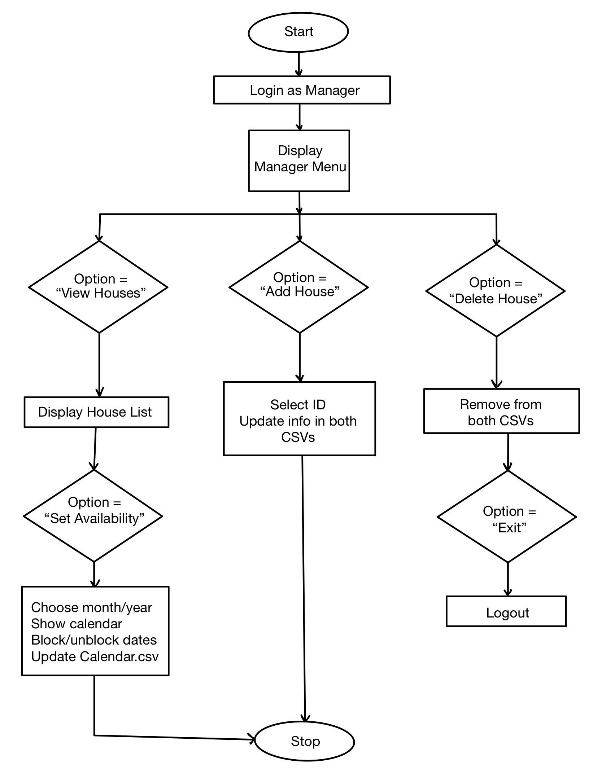 Start
Login as Manager
Display
Manager Menu
Option =
“View Houses”
Option =
“Add House”
Option =
“Delete House”
Display House List
Select ID
Update info in both
CSVs
Remove from
both CSVs
Option =
“Set Availability”
Option =
“Exit”
Choose month/year
Show calendar
Block/unblock dates
Update Calendar.csv
Logout
Stop